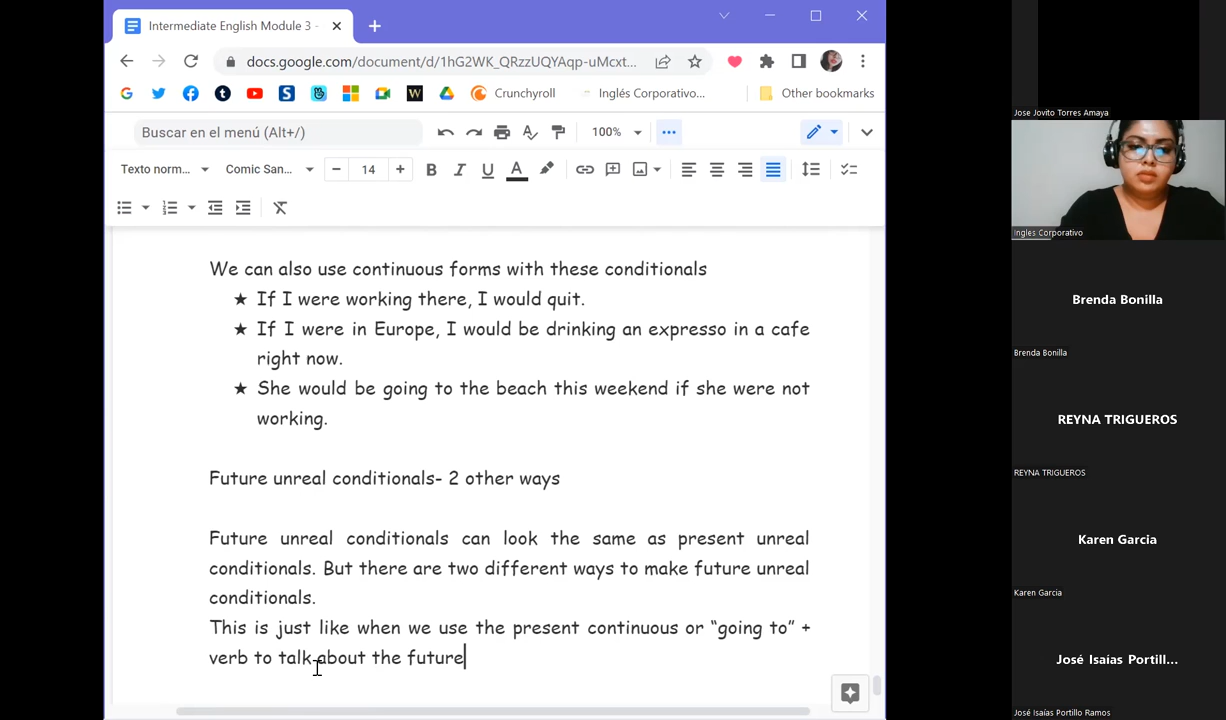 Intermediate English Module 3 -
docs.google.com/document/d/1hG2WK_QRzzUQYAqp-uMcxt...
Crunchyroll
Inglés Corporativo...
Other bookmarks
Buscar en el menú (Alt+/)
100%
Texto norm...
Comic San...
14
We can also use continuous forms with these conditionals
★ If I were working there, I would quit.
★ If I were in Europe, I would be drinking an expresso in a cafe
right now.
★ She would be going to the beach this weekend if she were not
working.
Future unreal conditionals- 2 other ways
Future unreal conditionals can look the same as present unreal
conditionals. But there are two different ways to make future unreal
conditionals.
This is just like when we use the present continuous or “going to” +
verb to talk about the future
Jose Jovito Torres Amaya
Ingles Corporativo
Brenda Bonilla
Brenda Bonilla
REYNA TRIGUEROS
REYNA TRIGUEROS
Karen García
Karen Garcia
José Isaías Portill...
José Isaías Portillo Ramos